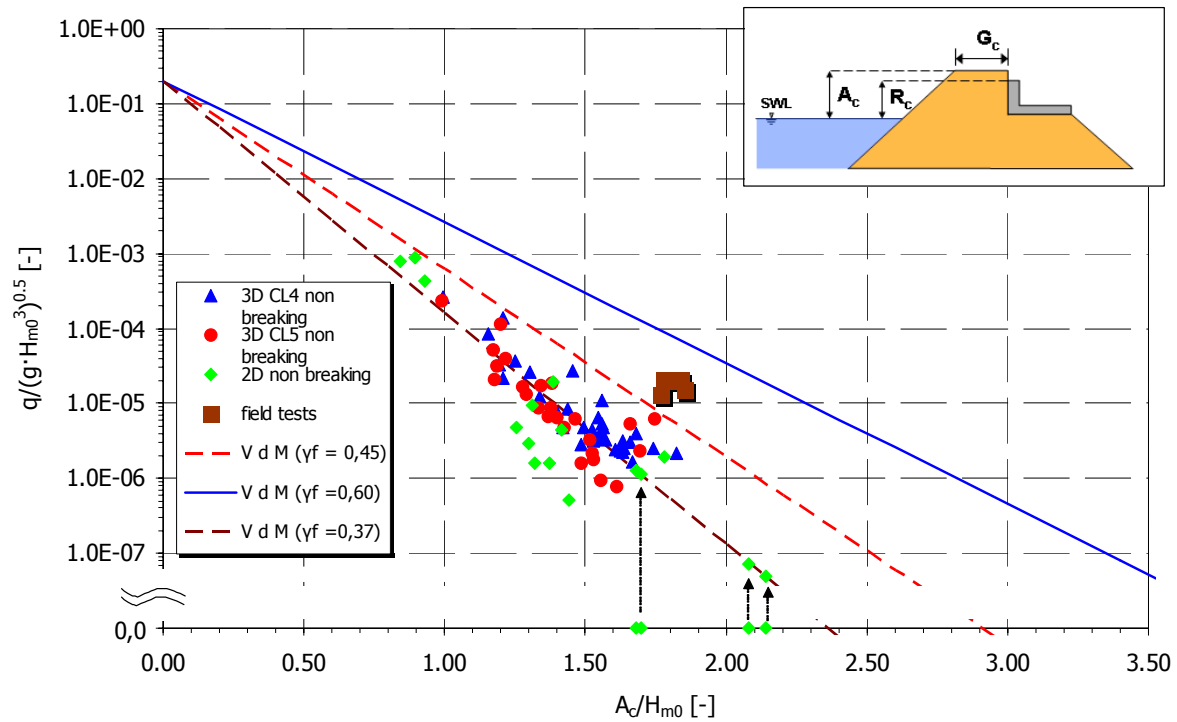 1.0E+00
1.0E-01
1.0E-02
1.0E-03
1.0E-04
1.0E-05
1.0E-06
1.0E-07
0,0
q/(g·Hm0³)^0.5 [-]
Gc
Ac
Rc
SWL
3D CL4 non
breaking
3D CL5 non
breaking
2D non breaking
field tests
V d M (γf = 0,45)
V d M (γf =0,60)
V d M (γf =0,37)
0.00 0.50 1.00 1.50 2.00 2.50 3.00 3.50
Ac/Hm0 [-]